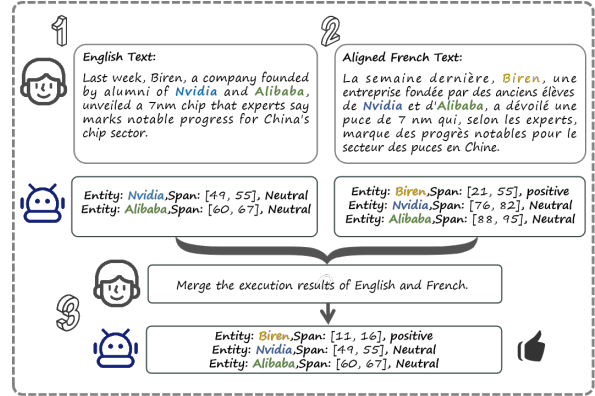 1
2
English Text:
Last week, Biren, a company founded
by alumni of Nvidia and Alibaba,
unveiled a 7nm chip that experts say
marks notable progress for China's
chip sector.
Aligned French Text:
La semaine dernière, Biren, une
entreprise fondée par des anciens élèves
de Nvidia et d'Alibaba, a dévoilé une
puce de 7 nm qui, selon les experts,
marque des progrès notables pour le
secteur des puces en Chine.
Entity: Nvidia,Span: [49, 55], Neutral
Entity: Alibaba,Span: [60, 67], Neutral
Entity: Biren,Span: [21, 55], positive
Entity: Nvidia,Span: [76, 82], Neutral
Entity: Alibaba,Span: [88, 95], Neutral
3
Merge the execution results of English and French.
Entity: Biren,Span: [11, 16], positive
Entity: Nvidia,Span: [49, 55], Neutral
Entity: Alibaba,Span: [60, 67], Neutral